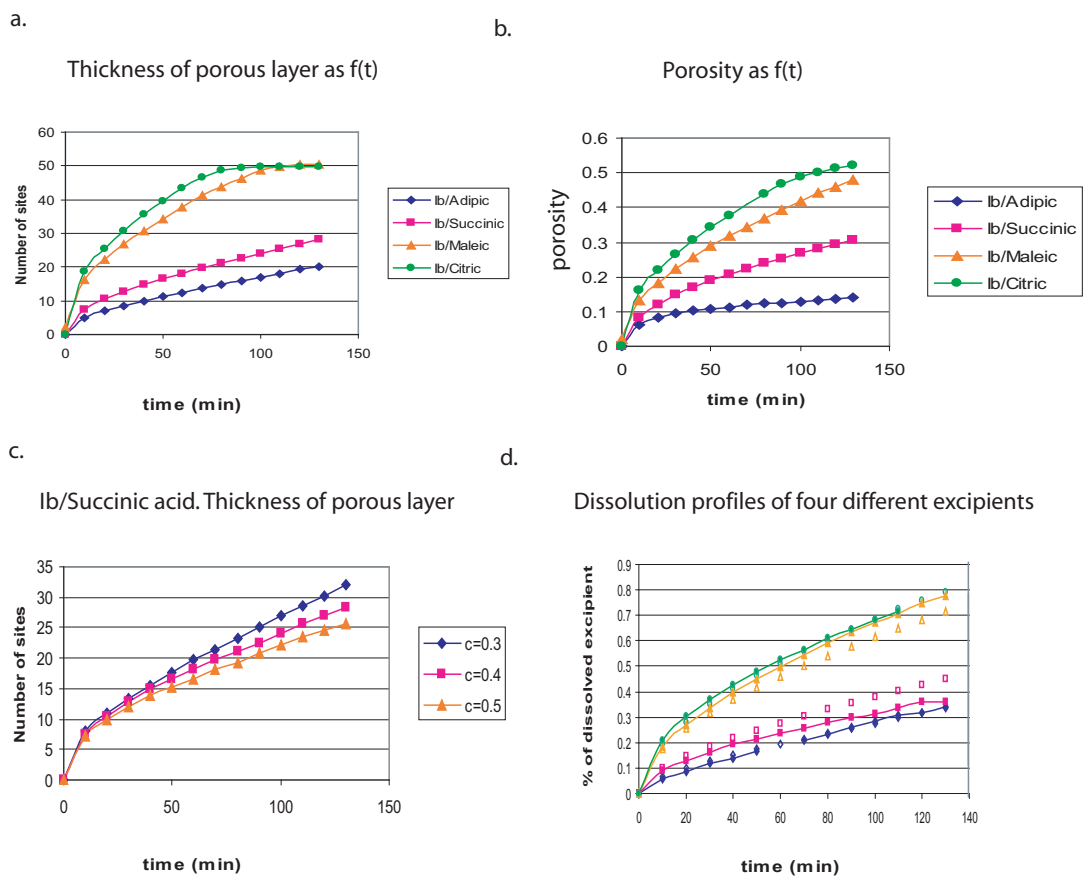 a.
Thickness of porous layer as f(t)
Number of sites
60
50
40
30
20
10
0
0 50 100 150
time (min)
Ib/Adipic
Ib/Succinic
Ib/Maleic
Ib/Citric
b.
Porosity as f(t)
porosity
0.6
0.5
0.4
0.3
0.2
0.1
0
0 50 100 150
time (min)
Ib/Adipic
Ib/Succinic
Ib/Maleic
Ib/Citric
c.
Ib/Succinic acid. Thickness of porous layer
Number of sites
35
30
25
20
15
10
5
0
0 50 100 150
time (min)
c=0.3
c=0.4
c=0.5
d.
Dissolution profiles of four different excipients
% of dissolved excipient
0.9
0.8
0.7
0.6
0.5
0.4
0.3
0.2
0.1
0
0 20 40 60 80 100 120 140
time (min)